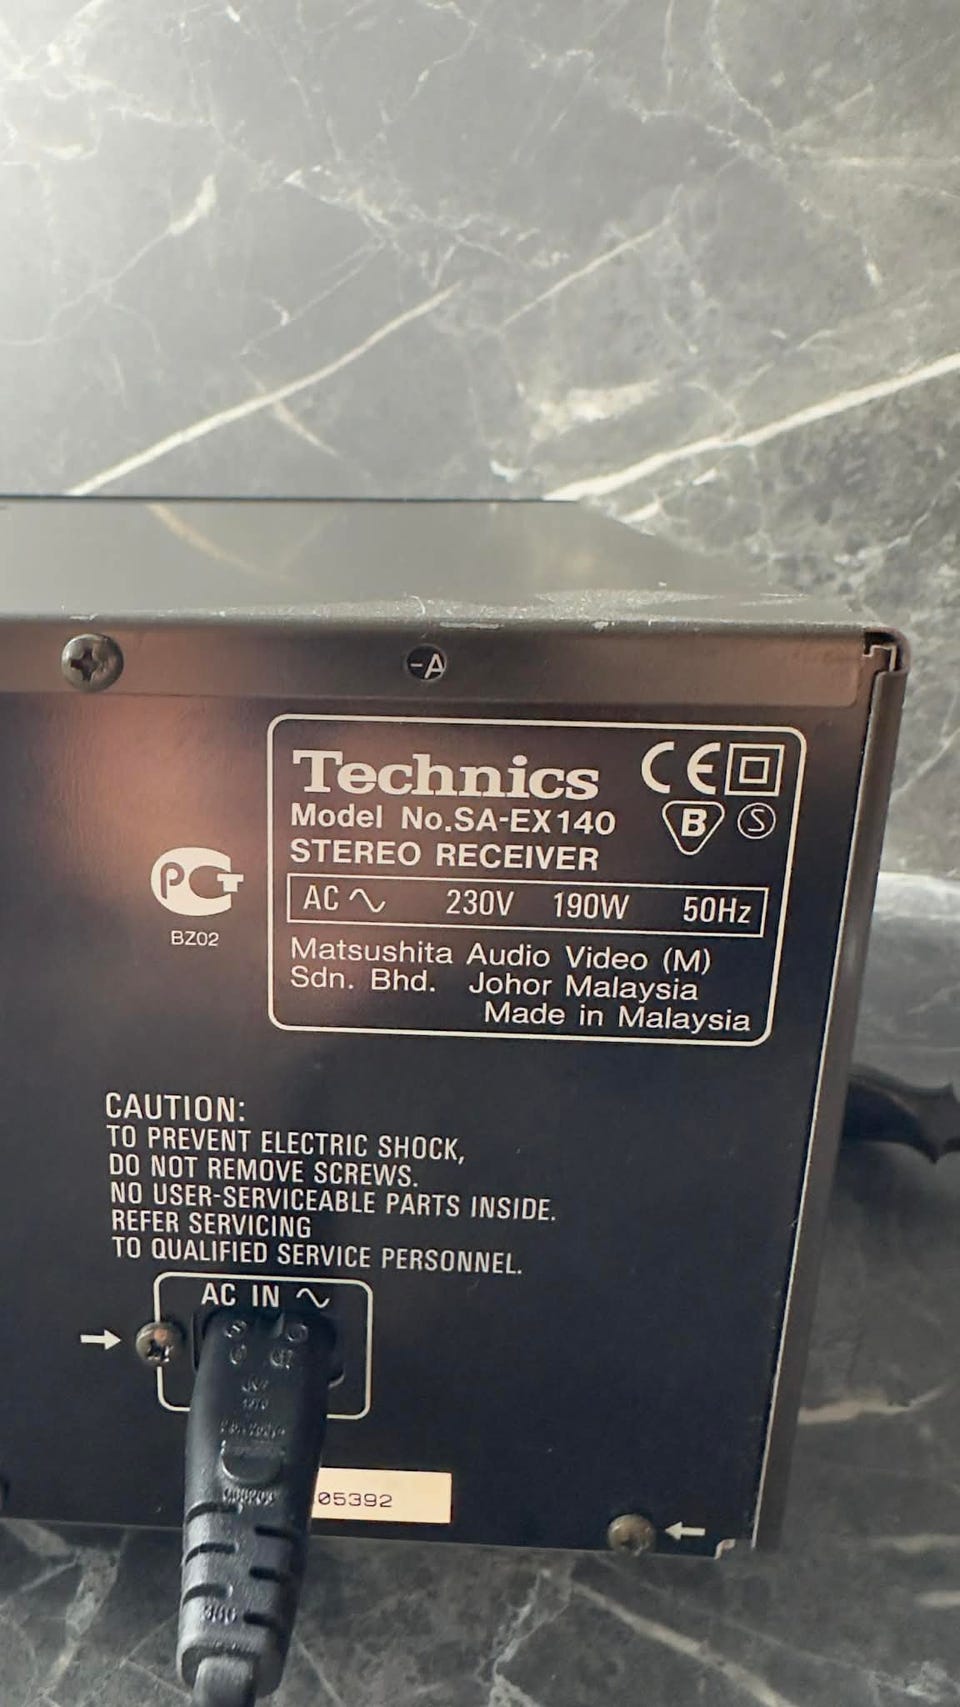 -A
Technics
Model No.SA-EX140
STEREO RECEIVER
AC 230V 190W 50Hz
Matsushita Audio Video (M)
Sdn. Bhd. Johor Malaysia
Made in Malaysia
CE
B
S
BZ02
CAUTION:
TO PREVENT ELECTRIC SHOCK,
DO NOT REMOVE SCREWS.
NO USER-SERVICEABLE PARTS INSIDE.
REFER SERVICING
TO QUALIFIED SERVICE PERSONNEL.
AC IN
05392